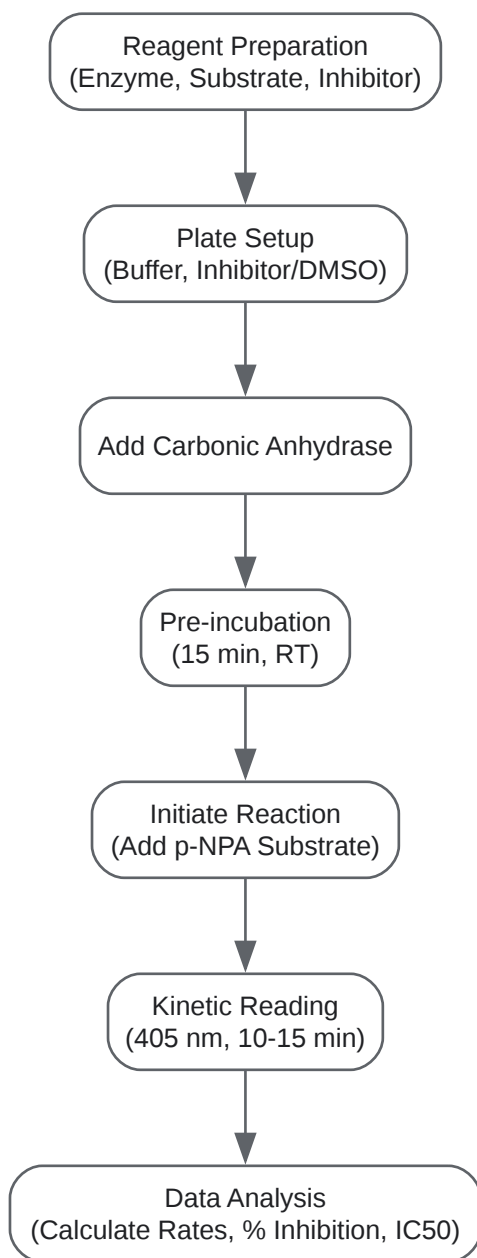 Reagent Preparation
(Enzyme, Substrate, Inhibitor)
Plate Setup
(Buffer, Inhibitor/DMSO)
Add Carbonic Anhydrase
Pre-incubation
(15 min, RT)
Initiate Reaction
(Add p-NPA Substrate)
Kinetic Reading
(405 nm, 10-15 min)
Data Analysis
(Calculate Rates, % Inhibition, IC50)